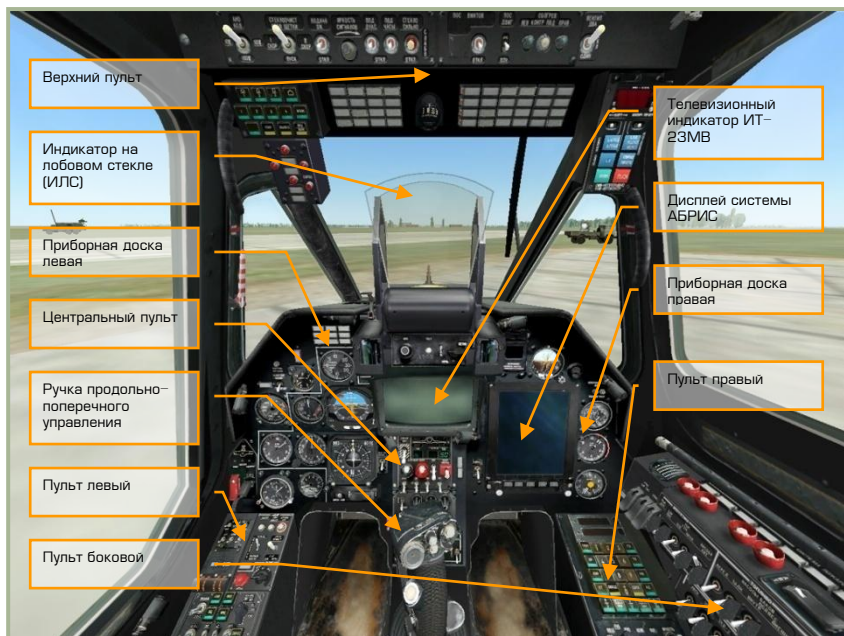 Верхний пульт
Индикатор на
лобовом стекле
(ИЛС)
Приборная доска
левая
Центральный пульт
Ручка продольно-
поперечного
управления
Пульт левый
Пульт боковой
Телевизионный
индикатор ИТ-
23МВ
Дисплей системы
АБРИС
Приборная доска
правая
Пульт правый